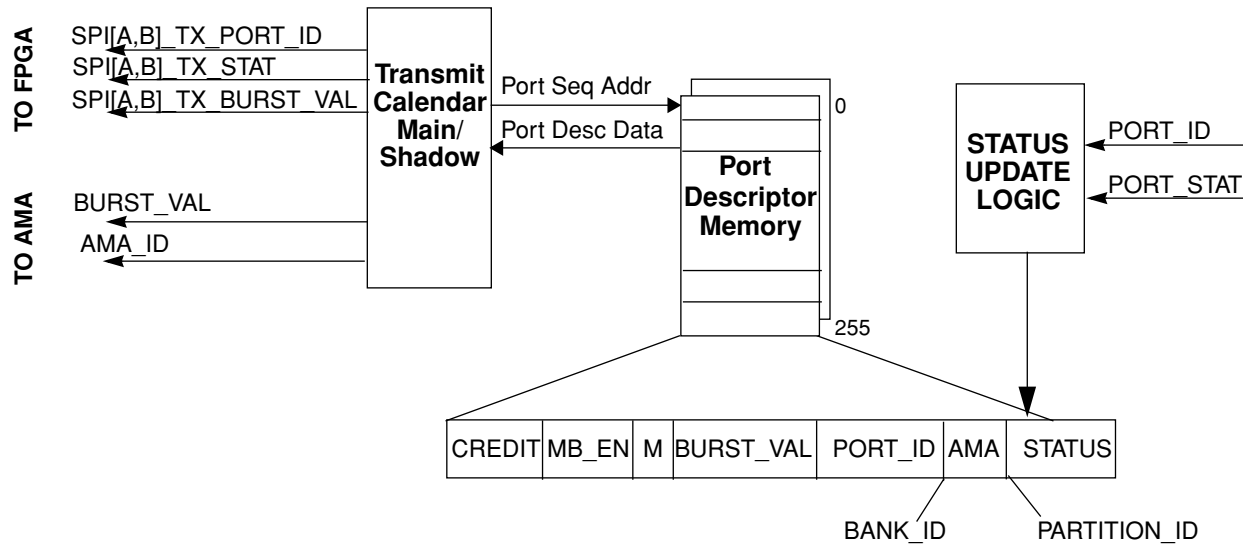 TO FPGA
SPI[A,B]_TX_PORT_ID
SPI[A,B]_TX_STAT
SPI[A,B]_TX_BURST_VAL
TO AMA
BURST_VAL
AMA_ID
Transmit
Calendar
Main/
Shadow
Port Seq Addr
Port Desc Data
0
Port
Descriptor
Memory
255
STATUS
UPDATE
LOGIC
PORT_ID
PORT_STAT
CREDIT MB_EN M BURST_VAL PORT_ID AMA STATUS
BANK_ID PARTITION_ID